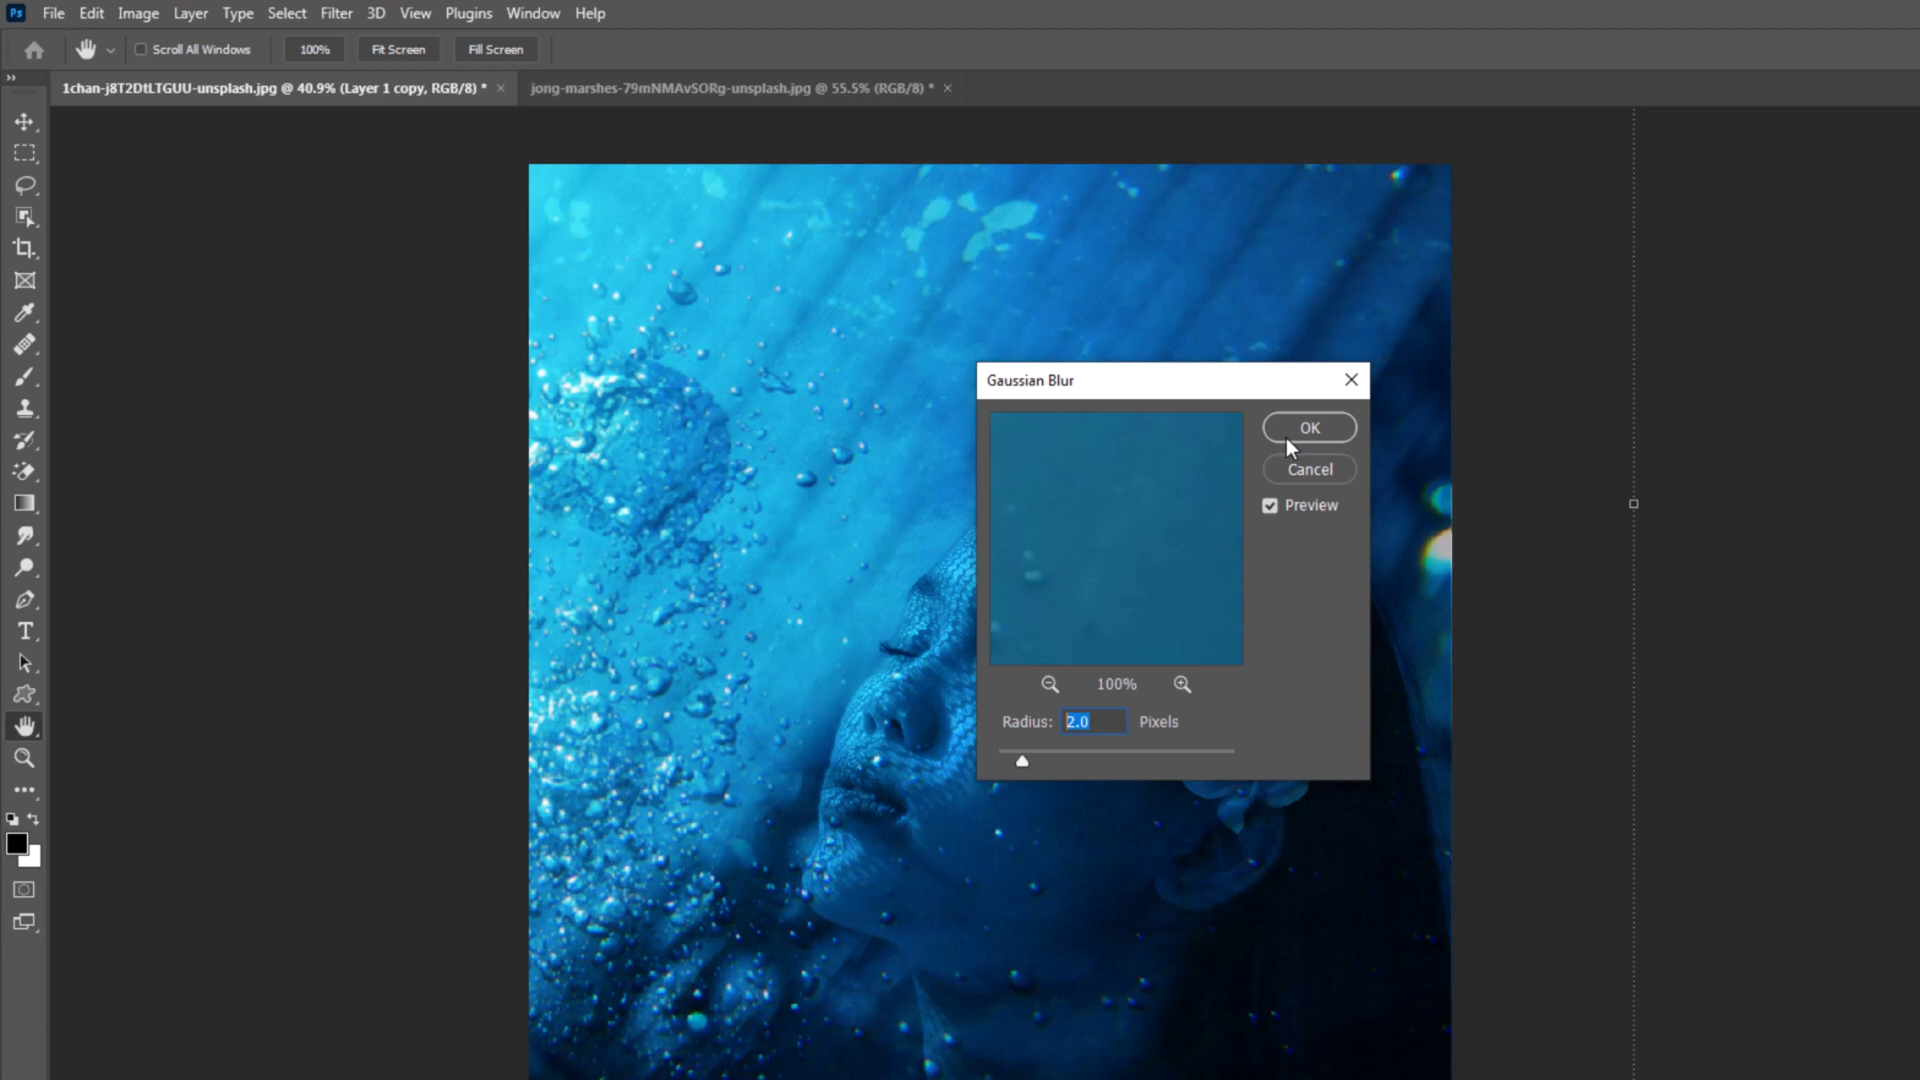 Ps File Edit Image Layer Type Select Filter 3D View Plugins Window Help
Scroll All Windows 100% Fit Screen Fill Screen
1chan-j8T2DtLTGUU-unsplash.jpg @ 40.9% (Layer 1 copy, RGB/8) * × jong-marshes-79mNMAvSORg-unsplash.jpg @ 55.5% (RGB/8) * ×
Gaussian Blur
OK
Cancel
Preview
100%
Radius: 2.0 Pixels